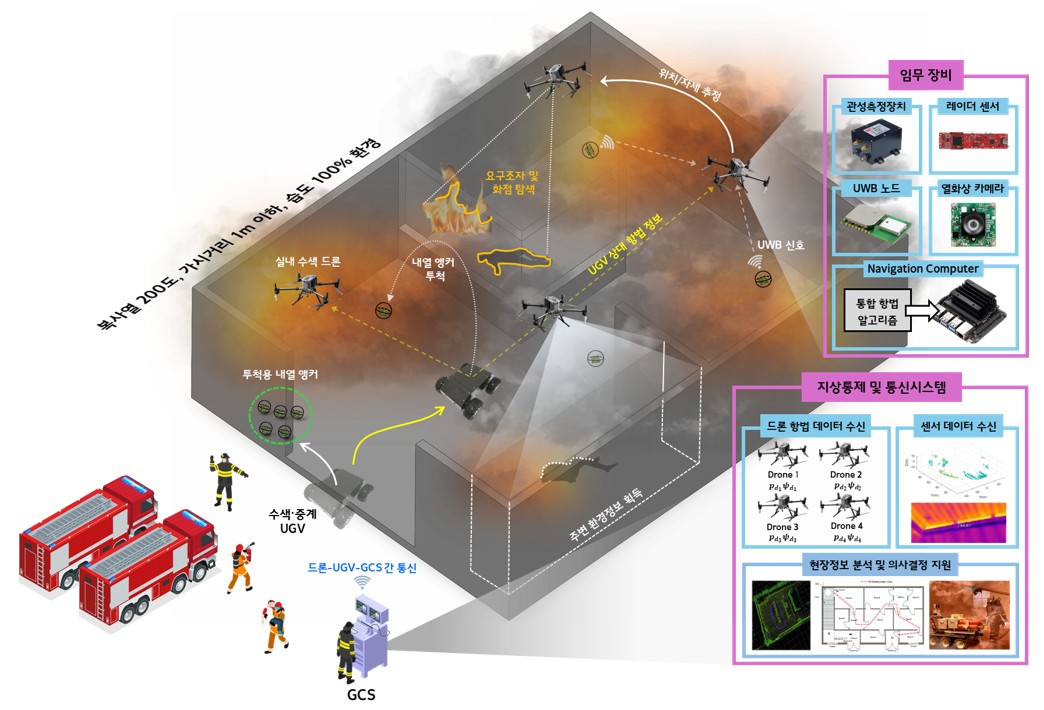 복사열 200도, 가시거리 1m 이하, 습도 100% 환경
위치/자세 추정
요구조자 및
화점 탐색
실내 수색 드론
내열 앵커
투척
UGV 상대 항법 정보
UWB 신호
투척용 내열 앵커
수색·중계
UGV
주변 환경정보 획득
드론-UGV-GCS 간 통신
GCS
임무 장비
관성측정장치
레이더 센서
UWB 노드
열화상 카메라
Navigation Computer
통합 항법
알고리즘
지상통제 및 통신시스템
드론 항법 데이터 수신
센서 데이터 수신
Drone 1
Drone 2
p_{d_1} ψ_{d_1}
p_{d_2} ψ_{d_2}
Drone 3
Drone 4
p_{d_3} ψ_{d_3}
p_{d_4} ψ_{d_4}
현장정보 분석 및 의사결정 지원